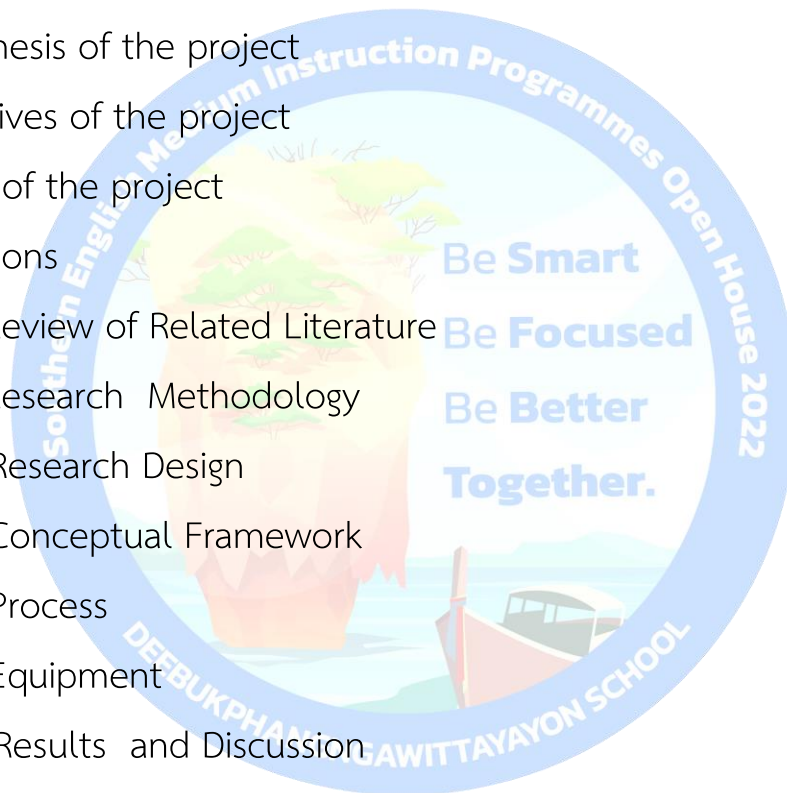 nesis of the project
ives of the project
of the project
ons
eview of Related Literature
esearch Methodology
Research Design
Conceptual Framework
Process
Equipment
Results and Discussion
Southern English Medium Instruction Programmes Open House 2022
Be Smart
Be Focused
Be Better
Together.
SCHOOL